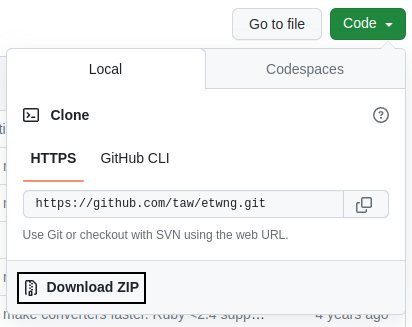 Go to file
Code
Local
Codespaces
Clone
HTTPS
GitHub CLI
https://github.com/taw/etwng.git
Use Git or checkout with SVN using the web URL.
Download ZIP
make converters faster. Ruby <2.4 supp…
4 years ago